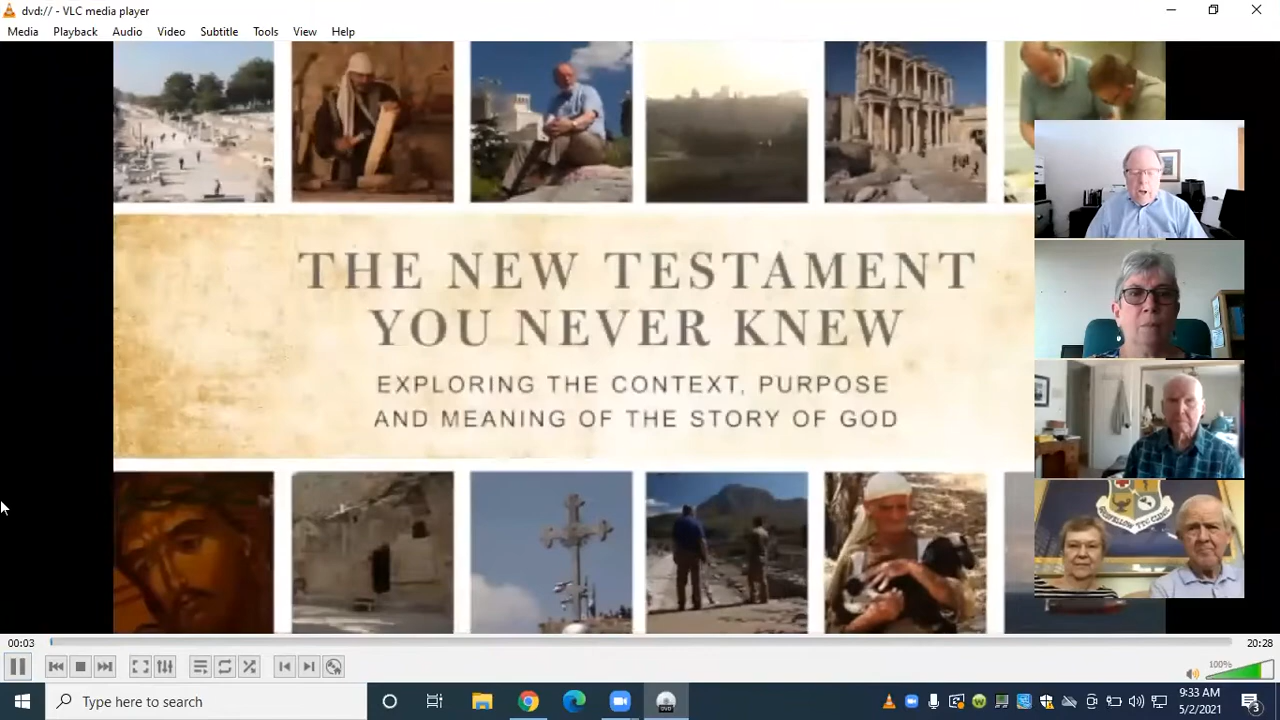 dvd:// - VLC media player
Media Playback Audio Video Subtitle Tools View Help
THE NEW TESTAMENT
YOU NEVER KNEW
EXPLORING THE CONTEXT, PURPOSE
AND MEANING OF THE STORY OF GOD
00:03
20:28
100%
Type here to search
9:33 AM
5/2/2021
3